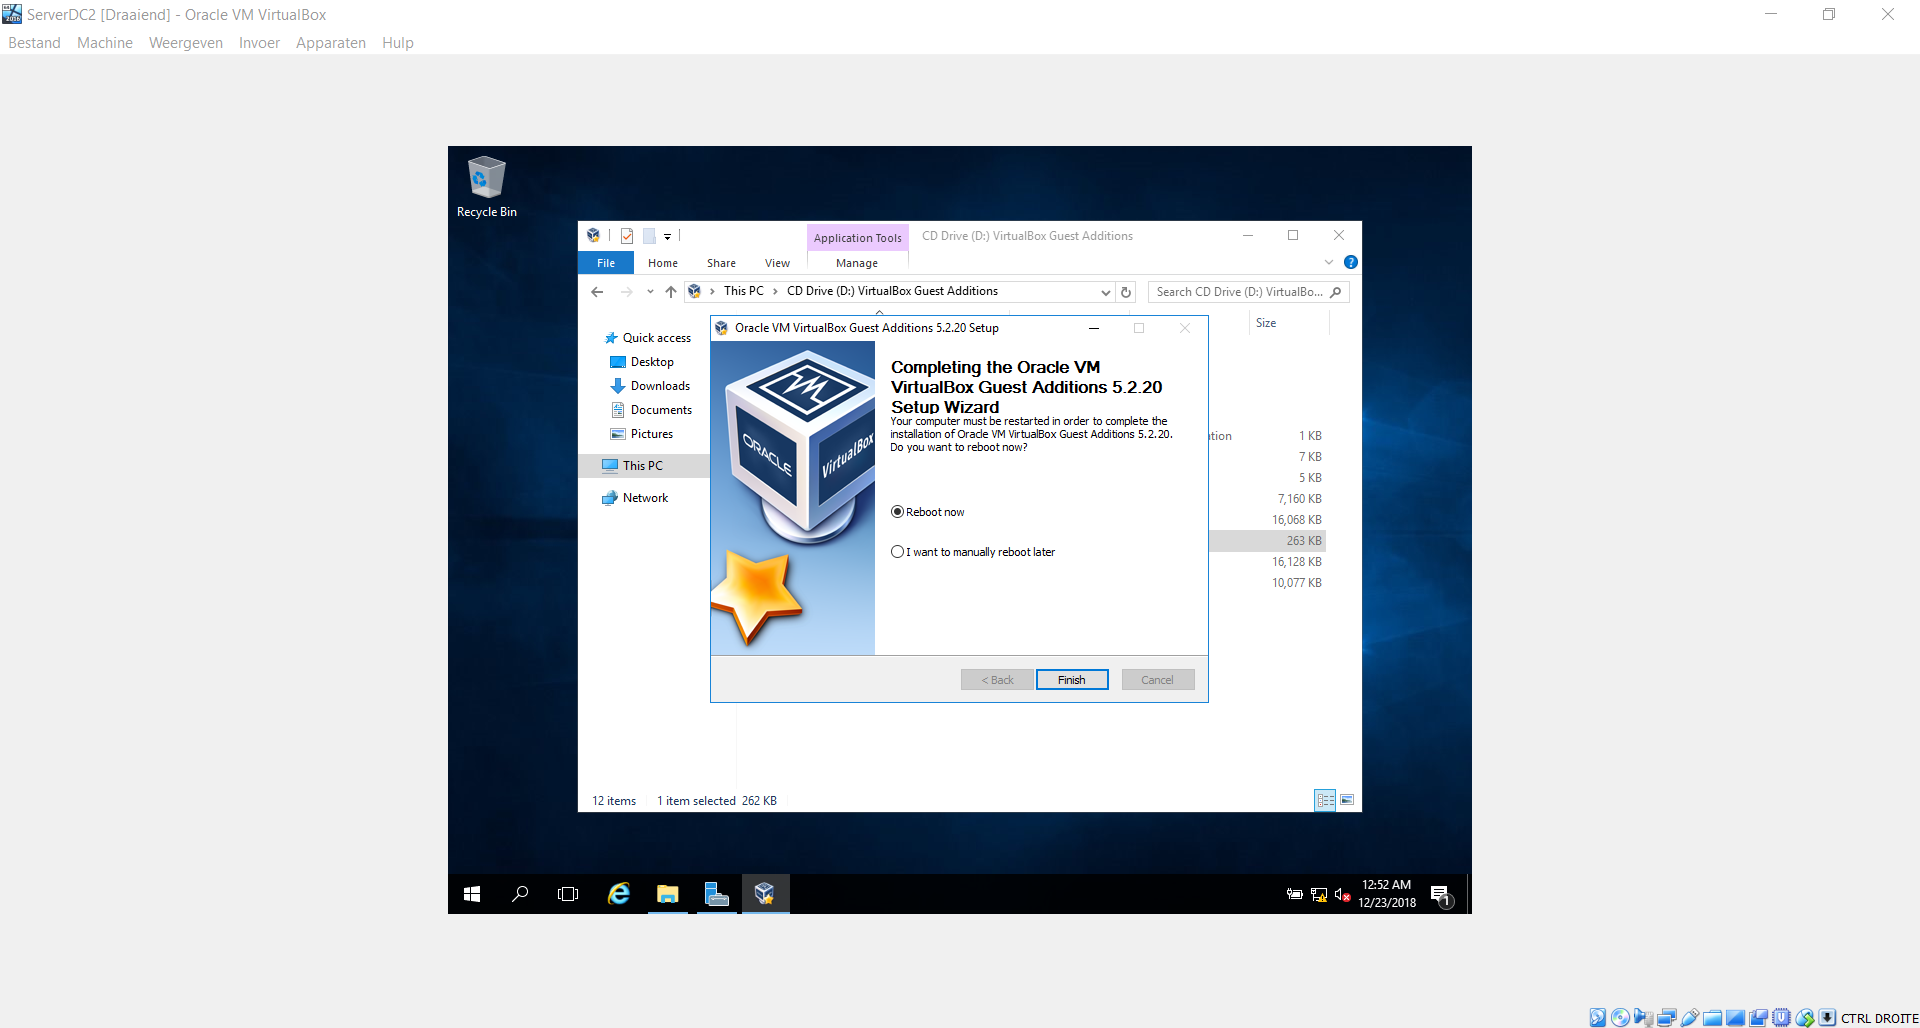 ServerDC2 [Draaiend] - Oracle VM VirtualBox
Bestand Machine Weergeven Invoer Apparaten Hulp
Recycle Bin
Application Tools CD Drive (D:) VirtualBox Guest Additions
File Home Share View Manage
This PC CD Drive (D:) VirtualBox Guest Additions Search CD Drive (D:) VirtualBo...
Size
Oracle VM VirtualBox Guest Additions 5.2.20 Setup
Quick access
Desktop
Downloads
Documents
Pictures
This PC
Network
ORACLE VirtualBox
Completing the Oracle VM
VirtualBox Guest Additions 5.2.20
Setup Wizard
Your computer must be restarted in order to complete the
installation of Oracle VM VirtualBox Guest Additions 5.2.20.
Do you want to reboot now?
Reboot now
I want to manually reboot later
< Back Finish Cancel
1 KB
7 KB
5 KB
7,160 KB
16,068 KB
263 KB
16,128 KB
10,077 KB
12 items 1 item selected 262 KB
12:52 AM
12/23/2018
1
CTRL DROITE